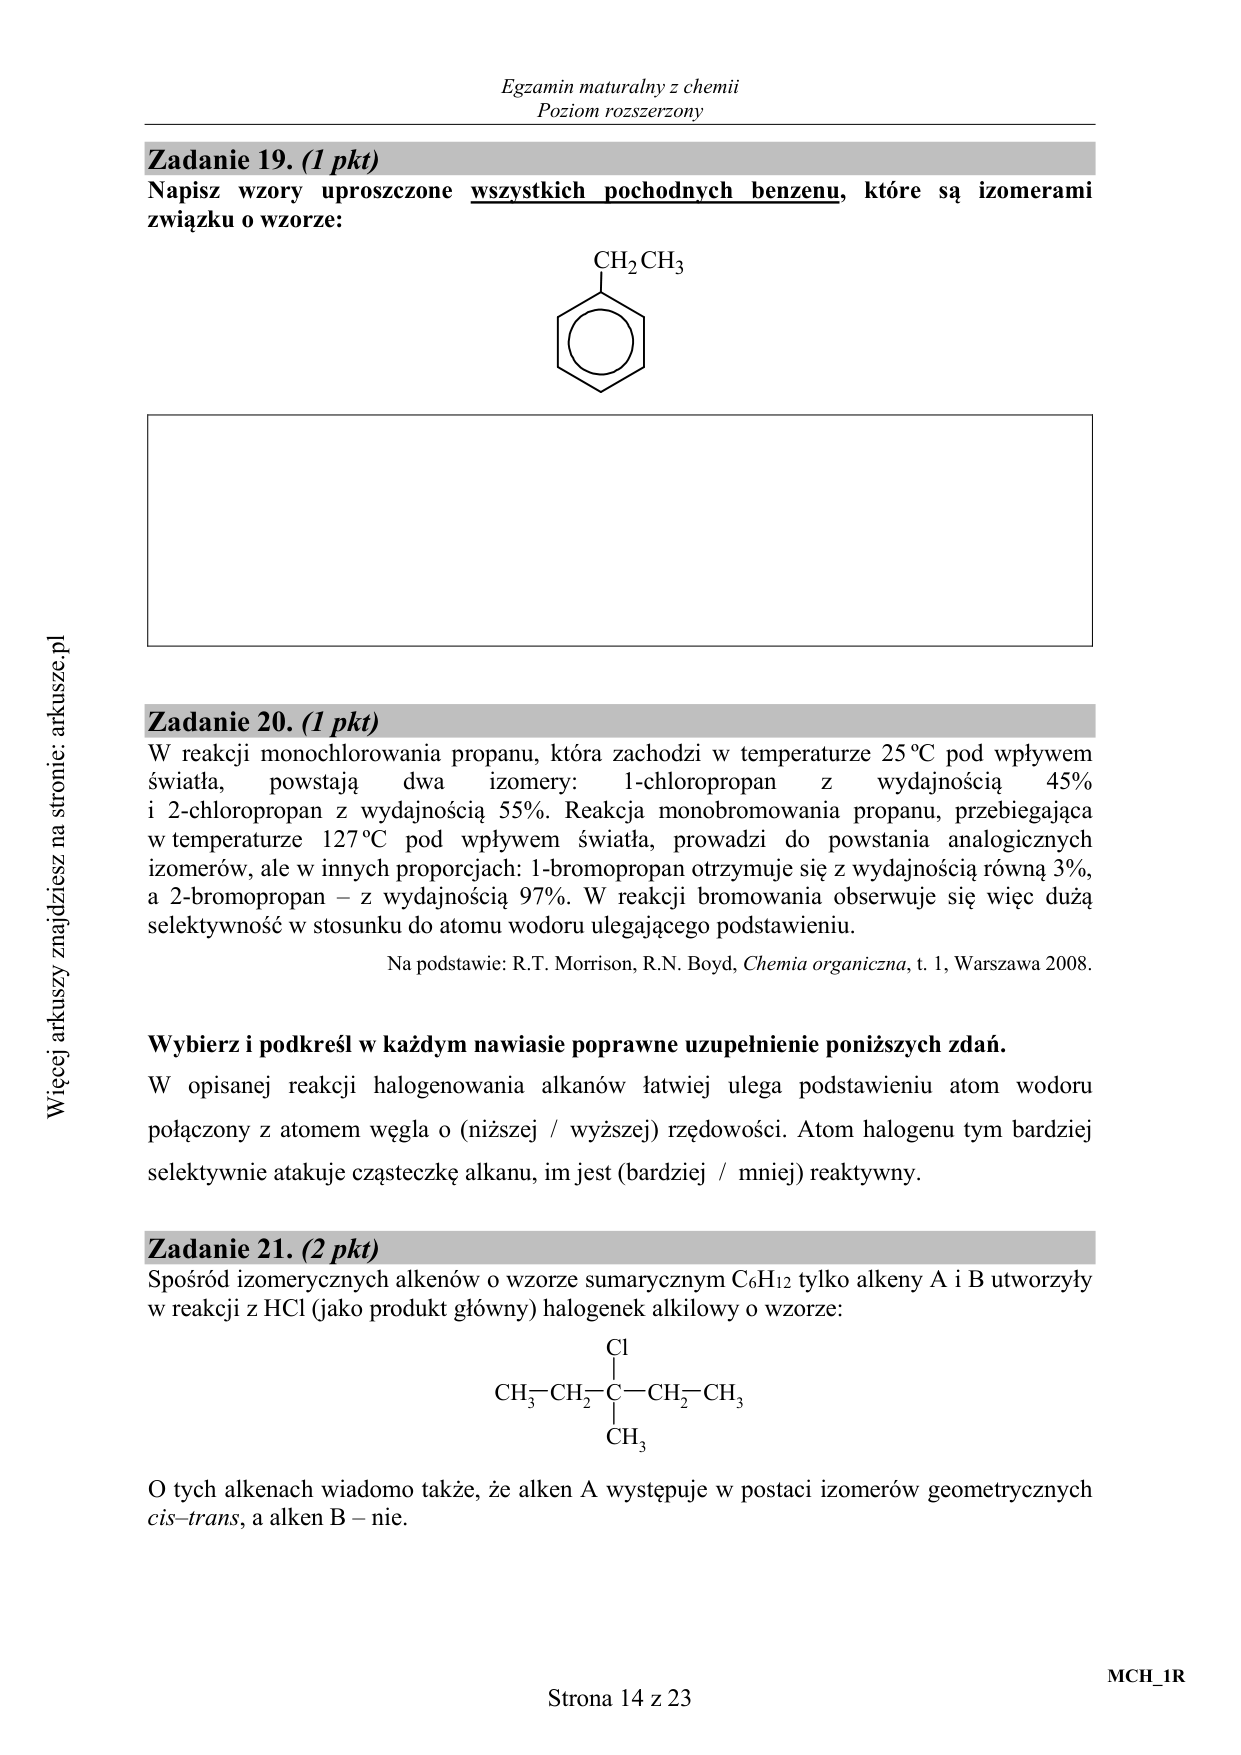 Egzamin maturalny z chemii
Poziom rozszerzony
Zadanie 19. (1 pkt)
Napisz wzory uproszczone wszystkich pochodnych benzenu, które są izomerami
związku o wzorze:
CH2CH3
Zadanie 20. (1 pkt)
W reakcji monochlorowania propanu, która zachodzi w temperaturze 25 ºC pod wpływem
światła, powstają dwa izomery: 1-chloropropan z wydajnością 45%
i 2-chloropropan z wydajnością 55%. Reakcja monobromowania propanu, przebiegająca
w temperaturze 127 ºC pod wpływem światła, prowadzi do powstania analogicznych
izomerów, ale w innych proporcjach: 1-bromopropan otrzymuje się z wydajnością równą 3%,
a 2-bromopropan – z wydajnością 97%. W reakcji bromowania obserwuje się więc dużą
selektywność w stosunku do atomu wodoru ulegającego podstawieniu.
Na podstawie: R.T. Morrison, R.N. Boyd, Chemia organiczna, t. 1, Warszawa 2008.
Wybierz i podkreśl w każdym nawiasie poprawne uzupełnienie poniższych zdań.
W opisanej reakcji halogenowania alkanów łatwiej ulega podstawieniu atom wodoru
połączony z atomem węgla o (niższej / wyższej) rzędowości. Atom halogenu tym bardziej
selektywnie atakuje cząsteczkę alkanu, im jest (bardziej / mniej) reaktywny.
Zadanie 21. (2 pkt)
Spośród izomerycznych alkenów o wzorze sumarycznym C6H12 tylko alkeny A i B utworzyły
w reakcji z HCl (jako produkt główny) halogenek alkilowy o wzorze:
Cl
CH3—CH2—C—CH2—CH3
CH3
O tych alkenach wiadomo także, że alken A występuje w postaci izomerów geometrycznych
cis–trans, a alken B – nie.
Więcej arkuszy znajdziesz na stronie: arkusze.pl
MCH_1R
Strona 14 z 23